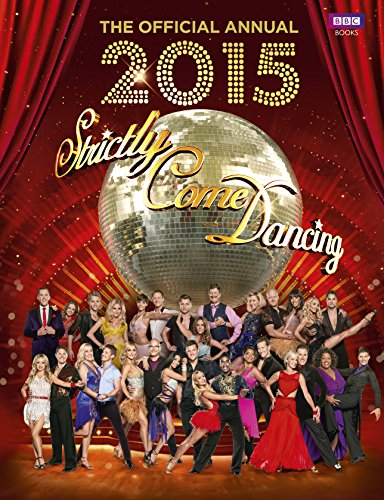 THE OFFICIAL ANNUAL
BBC
BOOKS
2015
Strictly
Come
Dancing